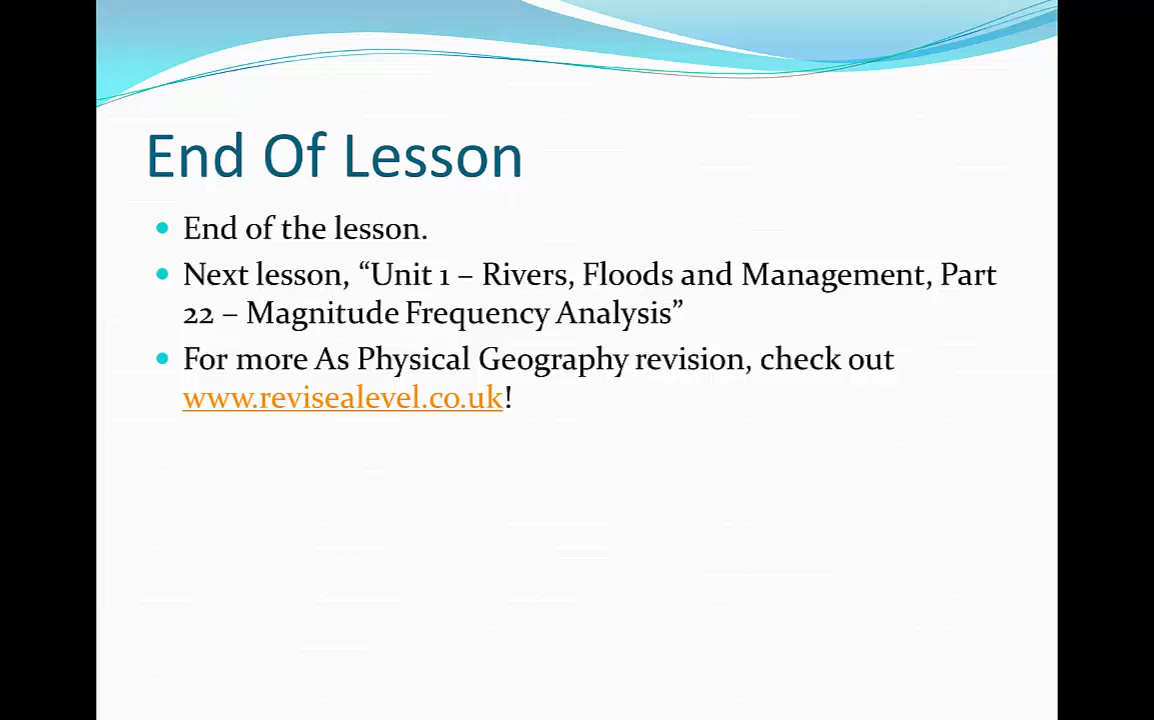 End Of Lesson
End of the lesson.
Next lesson, “Unit 1 – Rivers, Floods and Management, Part
22 – Magnitude Frequency Analysis”
For more As Physical Geography revision, check out
www.revisealevel.co.uk!